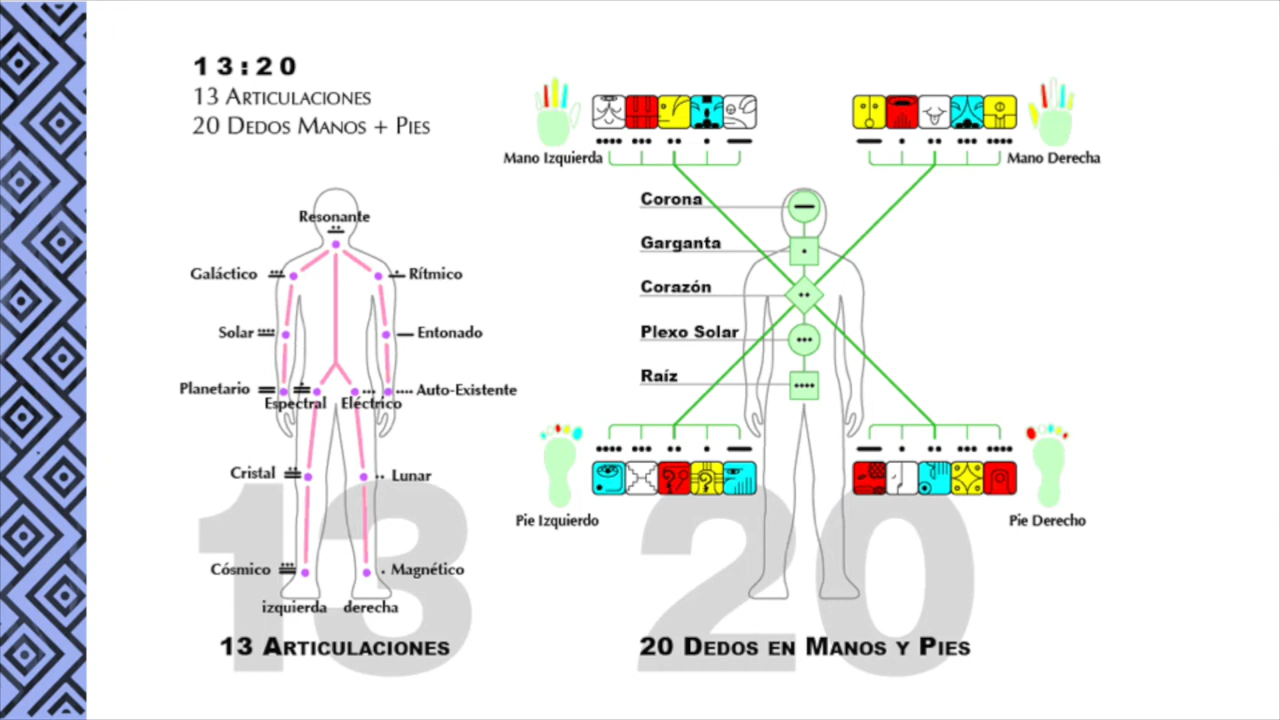 13:20
13 Articulaciones
20 Dedos Manos + Pies
Resonante
Galáctico
Rítmico
Solar
Entonado
Planetario
Auto-Existente
Espectral
Eléctrico
Cristal
Lunar
Cósmico
Magnético
izquierda
derecha
13
13 Articulaciones
Mano Izquierda
Mano Derecha
Corona
Garganta
Corazón
Plexo Solar
Raíz
Pie Izquierdo
Pie Derecho
20
20 Dedos en Manos y Pies